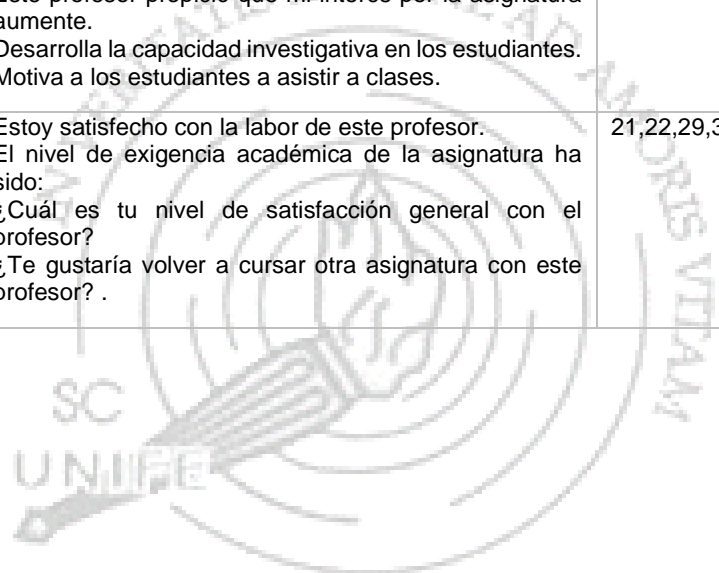 Este profesor propició que mi interés por la asignatura
aumente.
Desarrolla la capacidad investigativa en los estudiantes.
Motiva a los estudiantes a asistir a clases.
Estoy satisfecho con la labor de este profesor. 21,22,29,3
El nivel de exigencia académica de la asignatura ha
sido:
¿Cuál es tu nivel de satisfacción general con el
profesor?
¿Te gustaría volver a cursar otra asignatura con este
profesor? .
AD AMORIS VITAM
SC
UNIFE